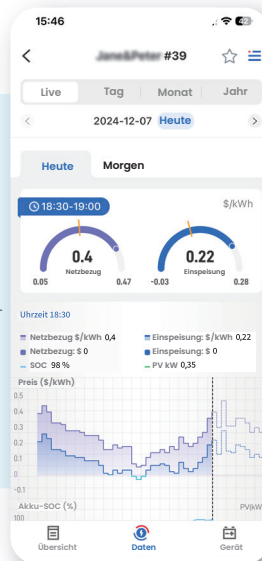 15:46
42
#39
Live Tag Monat Jahr
2024-12-07 Heute
Heute Morgen
18:30-19:00 $/kWh
0.4 0.22
Netzbezug Einspeisung
0.05 0.47 -0.03 0.28
Uhrzeit 18:30
Netzbezug $/kWh 0,4 Einspeisung: $/kWh 0,22
Netzbezug: $ 0 Einspeisung: $ 0
SOC 98 % PV kW 0,35
Preis ($/kWh)
0.5
0.4
0.3
0.2
0.1
0
-0.1
Akku-SOC (%) PV(kW
100
Übersicht Daten Gerät